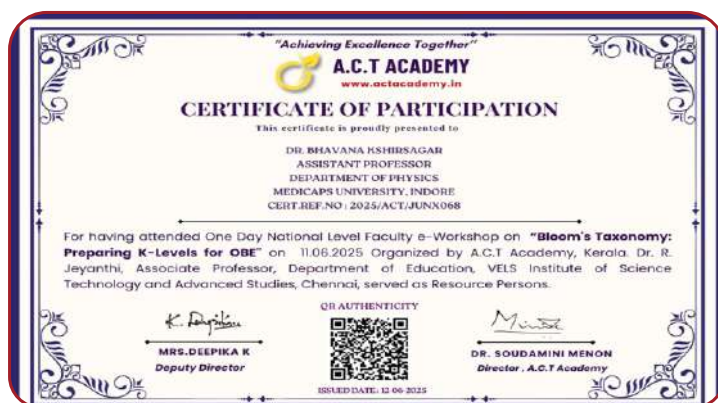 "Achieving Excellence Together"
A.C.T ACADEMY
www.actacademy.in
CERTIFICATE OF PARTICIPATION
This certificate is proudly presented to
DR. BHAVANA KSHIRSAGAR
ASSISTANT PROFESSOR
DEPARTMENT OF PHYSICS
MEDICAPS UNIVERSITY, INDORE
CERT.REF.NO : 2025/ACT/JUNX068
For having attended One Day National Level Faculty e-Workshop on "Bloom's Taxonomy:
Preparing K-Levels for OBE" on 11.06.2025 Organized by A.C.T Academy, Kerala. Dr. R.
Jeyanthi, Associate Professor, Department of Education, VELS Institute of Science
Technology and Advanced Studies, Chennai, served as Resource Persons.
QR AUTHENTICITY
MRS.DEEPIKA K
Deputy Director
DR. SOUDAMINI MENON
Director , A.C.T Academy
ISSUED DATE: 12-06-2025